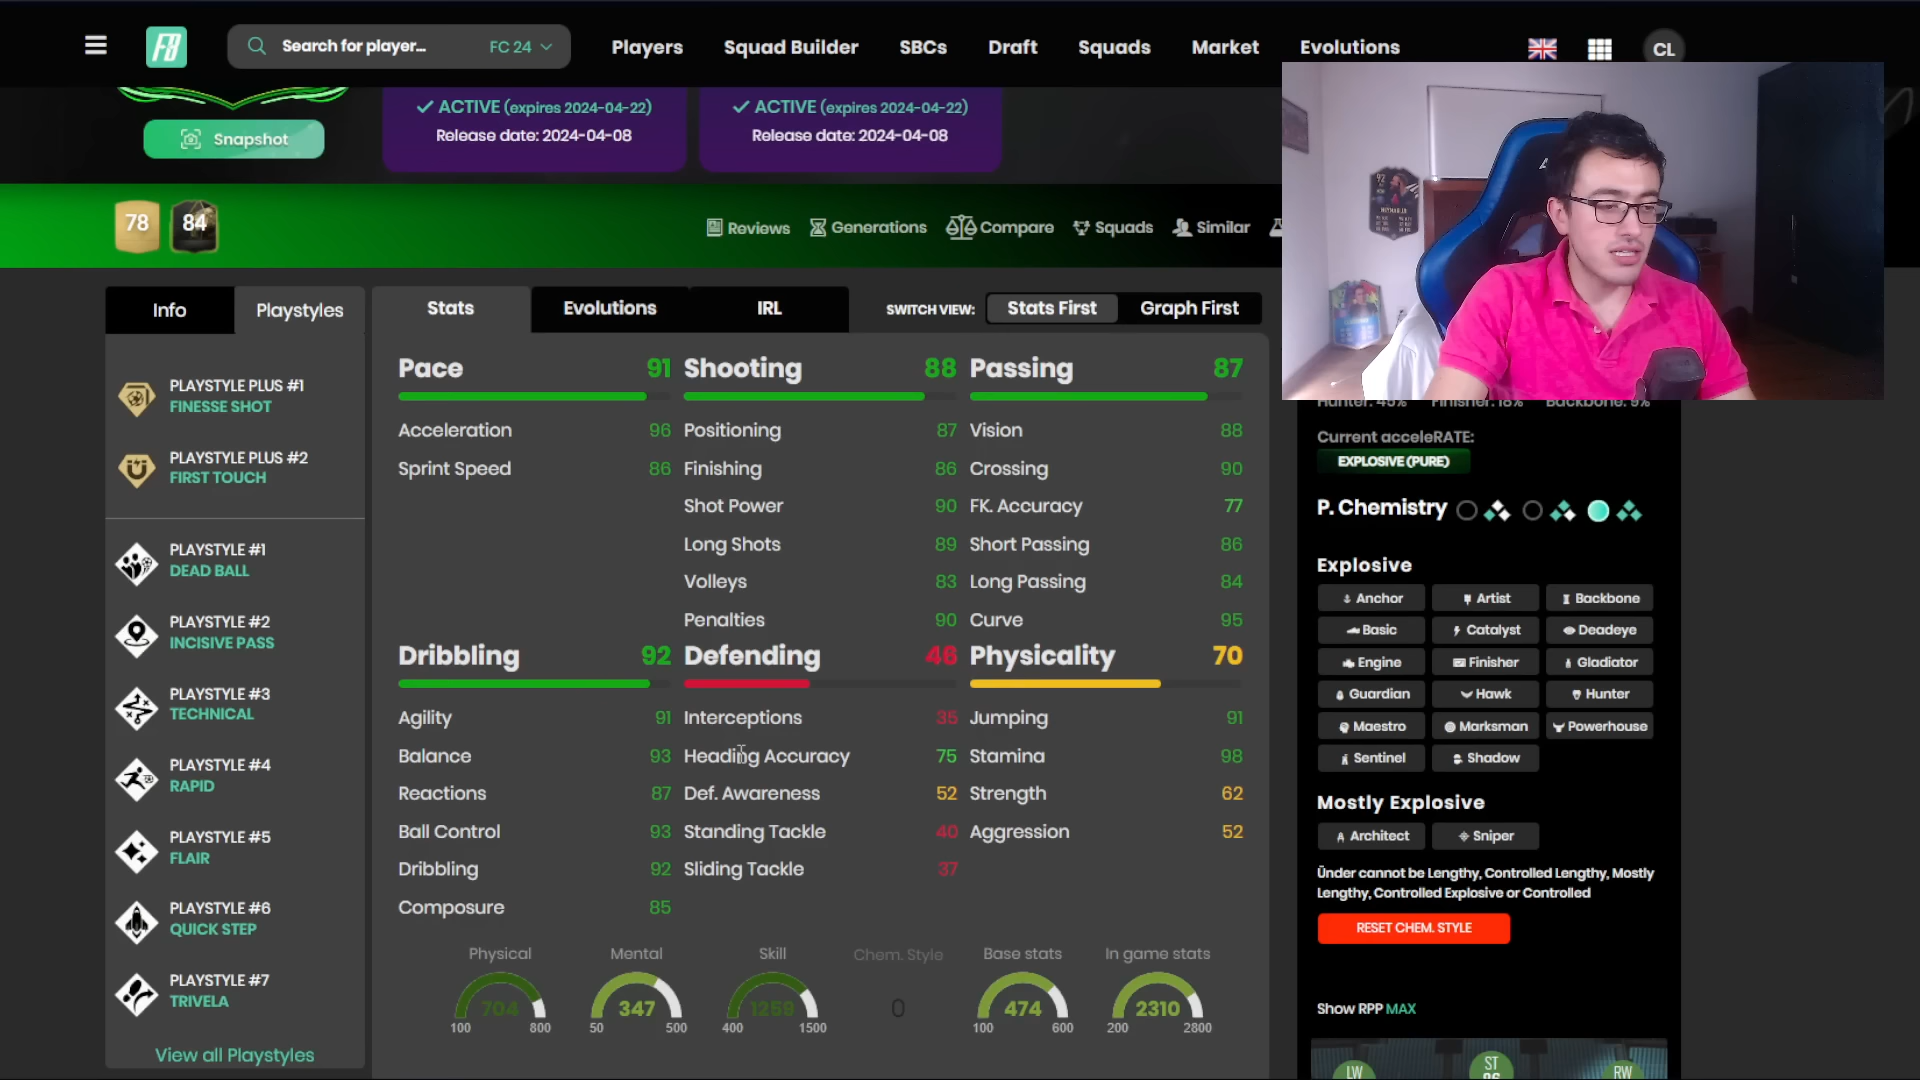 F8
Search for player...
FC 24
Players
Squad Builder
SBCs
Draft
Squads
Market
Evolutions
CL
Snapshot
ACTIVE (expires 2024-04-22)
Release date: 2024-04-08
ACTIVE (expires 2024-04-22)
Release date: 2024-04-08
78
84
Reviews
Generations
Compare
Squads
Similar
Info
Playstyles
Stats
Evolutions
IRL
SWITCH VIEW:
Stats First
Graph First
PLAYSTYLE PLUS #1
FINESSE SHOT
PLAYSTYLE PLUS #2
FIRST TOUCH
PLAYSTYLE #1
DEAD BALL
PLAYSTYLE #2
INCISIVE PASS
PLAYSTYLE #3
TECHNICAL
PLAYSTYLE #4
RAPID
PLAYSTYLE #5
FLAIR
PLAYSTYLE #6
QUICK STEP
PLAYSTYLE #7
TRIVELA
View all Playstyles
Pace 91
Acceleration 96
Sprint Speed 86
Shooting 88
Positioning 87
Finishing 86
Shot Power 90
Long Shots 89
Volleys 83
Penalties 90
Passing 87
Vision 88
Crossing 90
FK. Accuracy 77
Short Passing 86
Long Passing 84
Curve 95
Dribbling 92
Agility 91
Balance 93
Reactions 87
Ball Control 93
Dribbling 92
Composure 85
Defending 46
Interceptions 35
Heading Accuracy 75
Def. Awareness 52
Standing Tackle 40
Sliding Tackle 37
Physicality 70
Jumping 91
Stamina 98
Strength 62
Aggression 52
Physical
704
100 800
Mental
347
50 500
Skill
1259
400 1500
Chem. Style
0
Base stats
474
100 600
In game stats
2310
200 2800
92
NEYMAR JR
Hunter: 45% Finisher: 18% Backbone: 9%
Current acceleRATE:
EXPLOSIVE (PURE)
P. Chemistry
Explosive
Anchor
Artist
Backbone
Basic
Catalyst
Deadeye
Engine
Finisher
Gladiator
Guardian
Hawk
Hunter
Maestro
Marksman
Powerhouse
Sentinel
Shadow
Mostly Explosive
Architect
Sniper
Ünder cannot be Lengthy, Controlled Lengthy, Mostly
Lengthy, Controlled Explosive or Controlled
RESET CHEM. STYLE
Show RPP MAX
LW
ST
RW